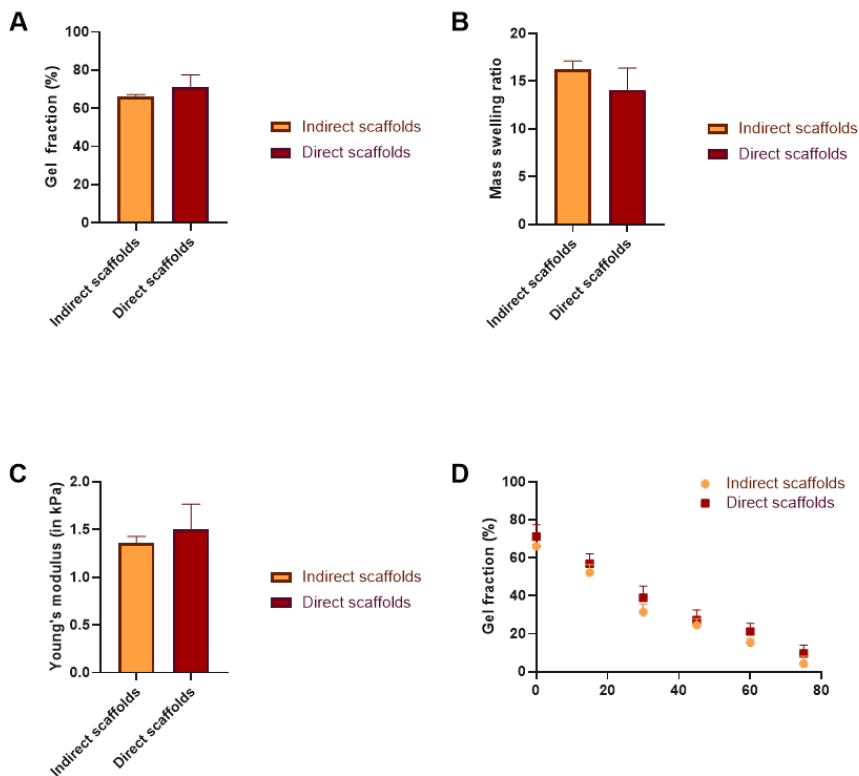 A
Gel fraction (%)
100
80
60
40
20
0
Indirect scaffolds
Direct scaffolds
Indirect scaffolds
Direct scaffolds
B
Mass swelling ratio
20
15
10
5
0
Indirect scaffolds
Direct scaffolds
Indirect scaffolds
Direct scaffolds
C
Young's modulus (in kPa)
2.0
1.5
1.0
0.5
0.0
Indirect scaffolds
Direct scaffolds
Indirect scaffolds
Direct scaffolds
D
Gel fraction (%)
100
80
60
40
20
0
0 20 40 60 80
Indirect scaffolds
Direct scaffolds